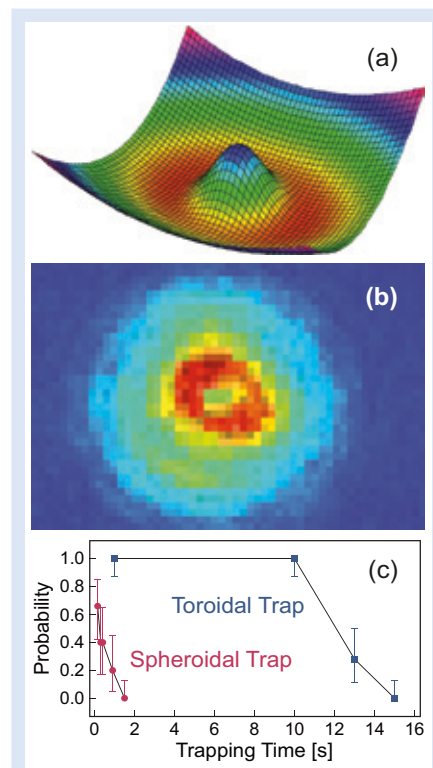 (a)
(b)
(c)
1.0
0.8
0.6
0.4
0.2
0.0
Probability
Toroidal Trap
Spheroidal Trap
0 2 4 6 8 10 12 14 16
Trapping Time [s]